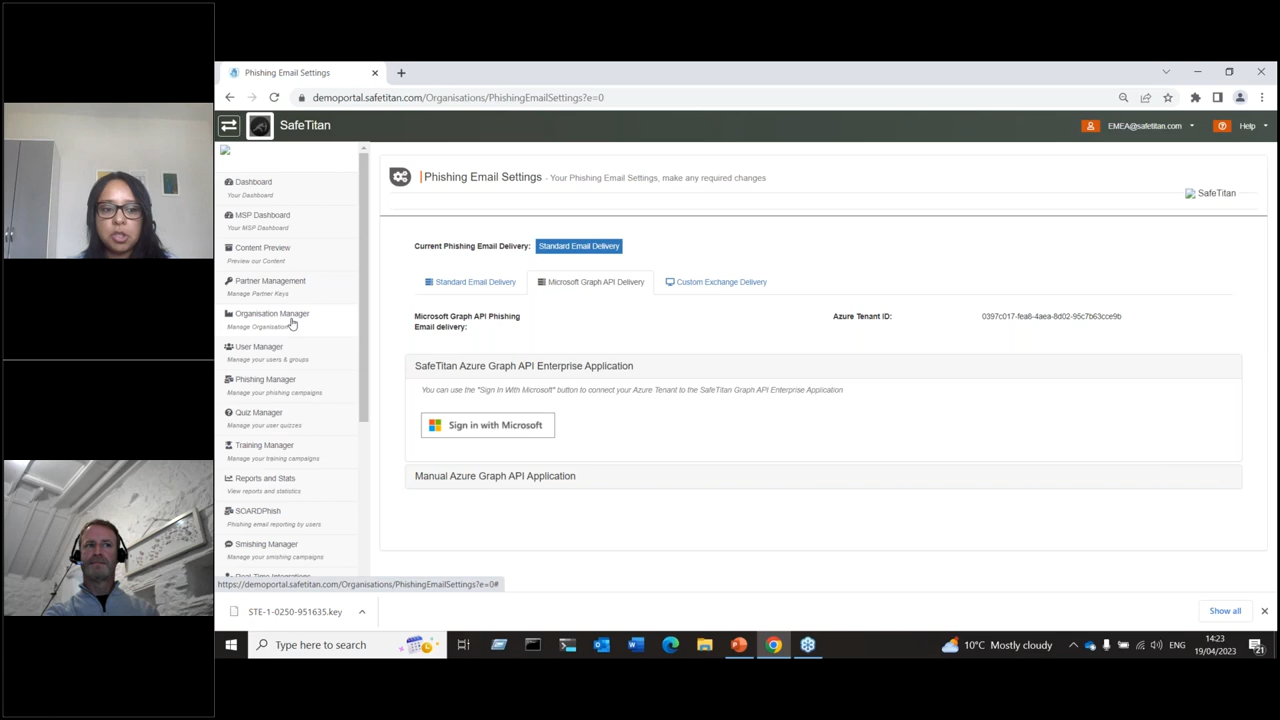 Phishing Email Settings
demoportal.safetitan.com/Organisations/PhishingEmailSettings?e=0
SafeTitan
EMEA@safetitan.com
Help
Dashboard
Your Dashboard
MSP Dashboard
Your MSP Dashboard
Content Preview
Preview our Content
Partner Management
Manage Partner Keys
Organisation Manager
Manage Organisation
User Manager
Manage your users & groups
Phishing Manager
Manage your phishing campaigns
Quiz Manager
Manage your user quizzes
Training Manager
Manage your training campaigns
Reports and Stats
View reports and statistics
SOARDPhish
Phishing email reporting by users
Smishing Manager
Manage your smishing campaigns
Real-Time Integrations
https://demoportal.safetitan.com/Organisations/PhishingEmailSettings?e=0#
Phishing Email Settings - Your Phishing Email Settings, make any required changes
SafeTitan
Current Phishing Email Delivery: Standard Email Delivery
Standard Email Delivery Microsoft Graph API Delivery Custom Exchange Delivery
Microsoft Graph API Phishing
Email delivery:
Azure Tenant ID: 0397c017-fea8-4aea-8d02-95c7b63cce9b
SafeTitan Azure Graph API Enterprise Application
You can use the "Sign In With Microsoft" button to connect your Azure Tenant to the SafeTitan Graph API Enterprise Application
Sign in with Microsoft
Manual Azure Graph API Application
STE-1-0250-951635.key
Show all
Type here to search
10°C Mostly cloudy
ENG
14:23
19/04/2023
21